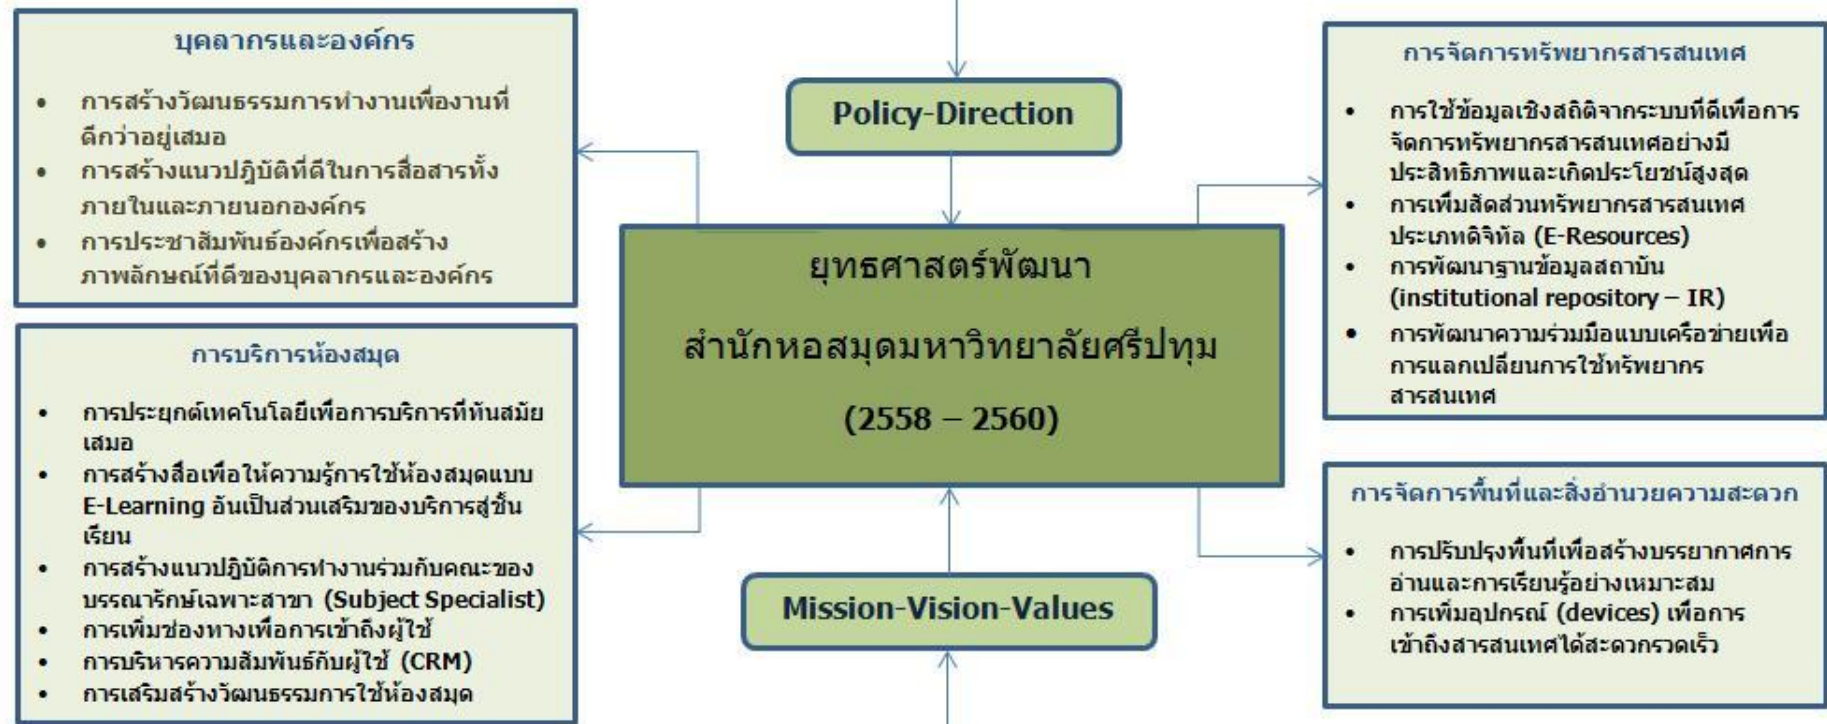 บุคลากรและองค์กร
• การสร้างวัฒนธรรมการทำงานเพื่องานที่
ดีกว่าอยู่เสมอ
• การสร้างแนวปฎิบัติที่ดีในการสื่อสารทั้ง
ภายในและภายนอกองค์กร
• การประชาสัมพันธ์องค์กรเพื่อสร้าง
ภาพลักษณ์ที่ดีของบุคลากรและองค์กร
การบริการห้องสมุด
• การประยุกต์เทคโนโลยีเพื่อการบริการที่ทันสมัย
เสมอ
• การสร้างสื่อเพื่อให้ความรู้การใช้ห้องสมุดแบบ
E-Learning อันเป็นส่วนเสริมของบริการสู่ชั้น
เรียน
• การสร้างแนวปฎิบัติการทำงานร่วมกับคณะของ
บรรณารักษ์เฉพาะสาขา (Subject Specialist)
• การเพิ่มช่องทางเพื่อการเข้าถึงผู้ใช้
• การบริหารความสัมพันธ์กับผู้ใช้ (CRM)
• การเสริมสร้างวัฒนธรรมการใช้ห้องสมุด
Policy-Direction
ยุทธศาสตร์พัฒนา
สำนักหอสมุดมหาวิทยาลัยศรีปทุม
(2558 – 2560)
Mission-Vision-Values
การจัดการทรัพยากรสารสนเทศ
• การใช้ข้อมูลเชิงสถิติจากระบบที่ดีเพื่อการ
จัดการทรัพยากรสารสนเทศอย่างมี
ประสิทธิภาพและเกิดประโยชน์สูงสุด
• การเพิ่มสัดส่วนทรัพยากรสารสนเทศ
ประเภทดิจิทัล (E-Resources)
• การพัฒนาฐานข้อมูลสถาบัน
(institutional repository – IR)
• การพัฒนาความร่วมมือแบบเครือข่ายเพื่อ
การแลกเปลี่ยนการใช้ทรัพยากร
สารสนเทศ
การจัดการพื้นที่และสิ่งอำนวยความสะดวก
• การปรับปรุงพื้นที่เพื่อสร้างบรรยากาศการ
อ่านและการเรียนรู้อย่างเหมาะสม
• การเพิ่มอุปกรณ์ (devices) เพื่อการ
เข้าถึงสารสนเทศได้สะดวกรวดเร็ว